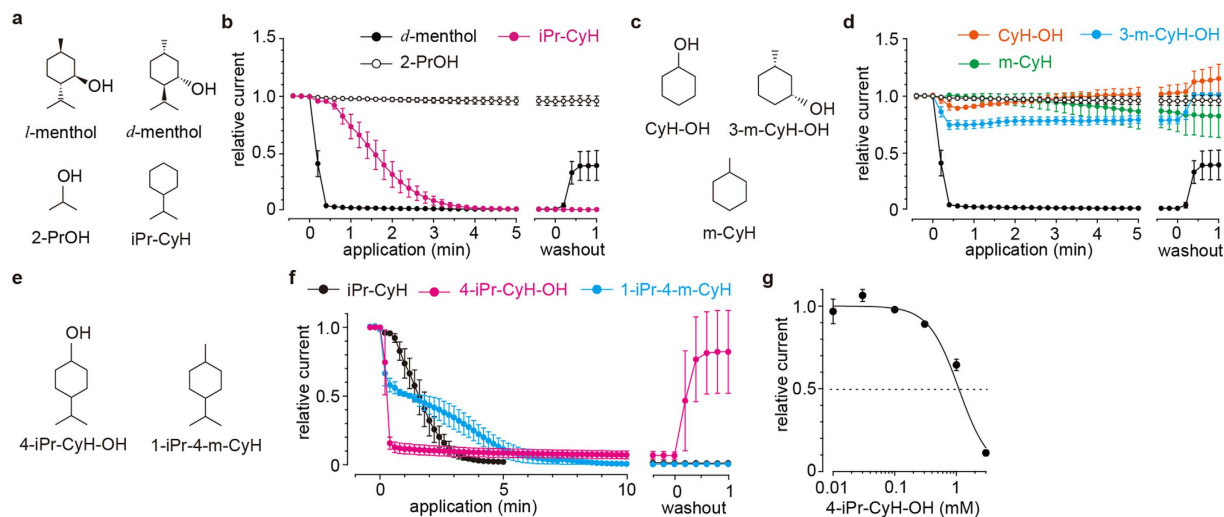 a
OH
OH
l-menthol
d-menthol
OH
2-PrOH
iPr-CyH
b
d-menthol
iPr-CyH
2-PrOH
relative current
1.5
1.0
0.5
0
0
1
2
3
4
5
0
1
application (min)
washout
c
OH
OH
CyH-OH
3-m-CyH-OH
m-CyH
d
CyH-OH
3-m-CyH-OH
m-CyH
relative current
1.5
1.0
0.5
0
0
2
4
0
1
application (min)
washout
e
OH
4-iPr-CyH-OH
1-iPr-4-m-CyH
f
iPr-CyH
4-iPr-CyH-OH
1-iPr-4-m-CyH
relative current
1.0
0.5
0
0
5
10
0
1
application (min)
washout
g
relative current
1.0
0.5
0
0.01
0.1
1
4-iPr-CyH-OH (mM)